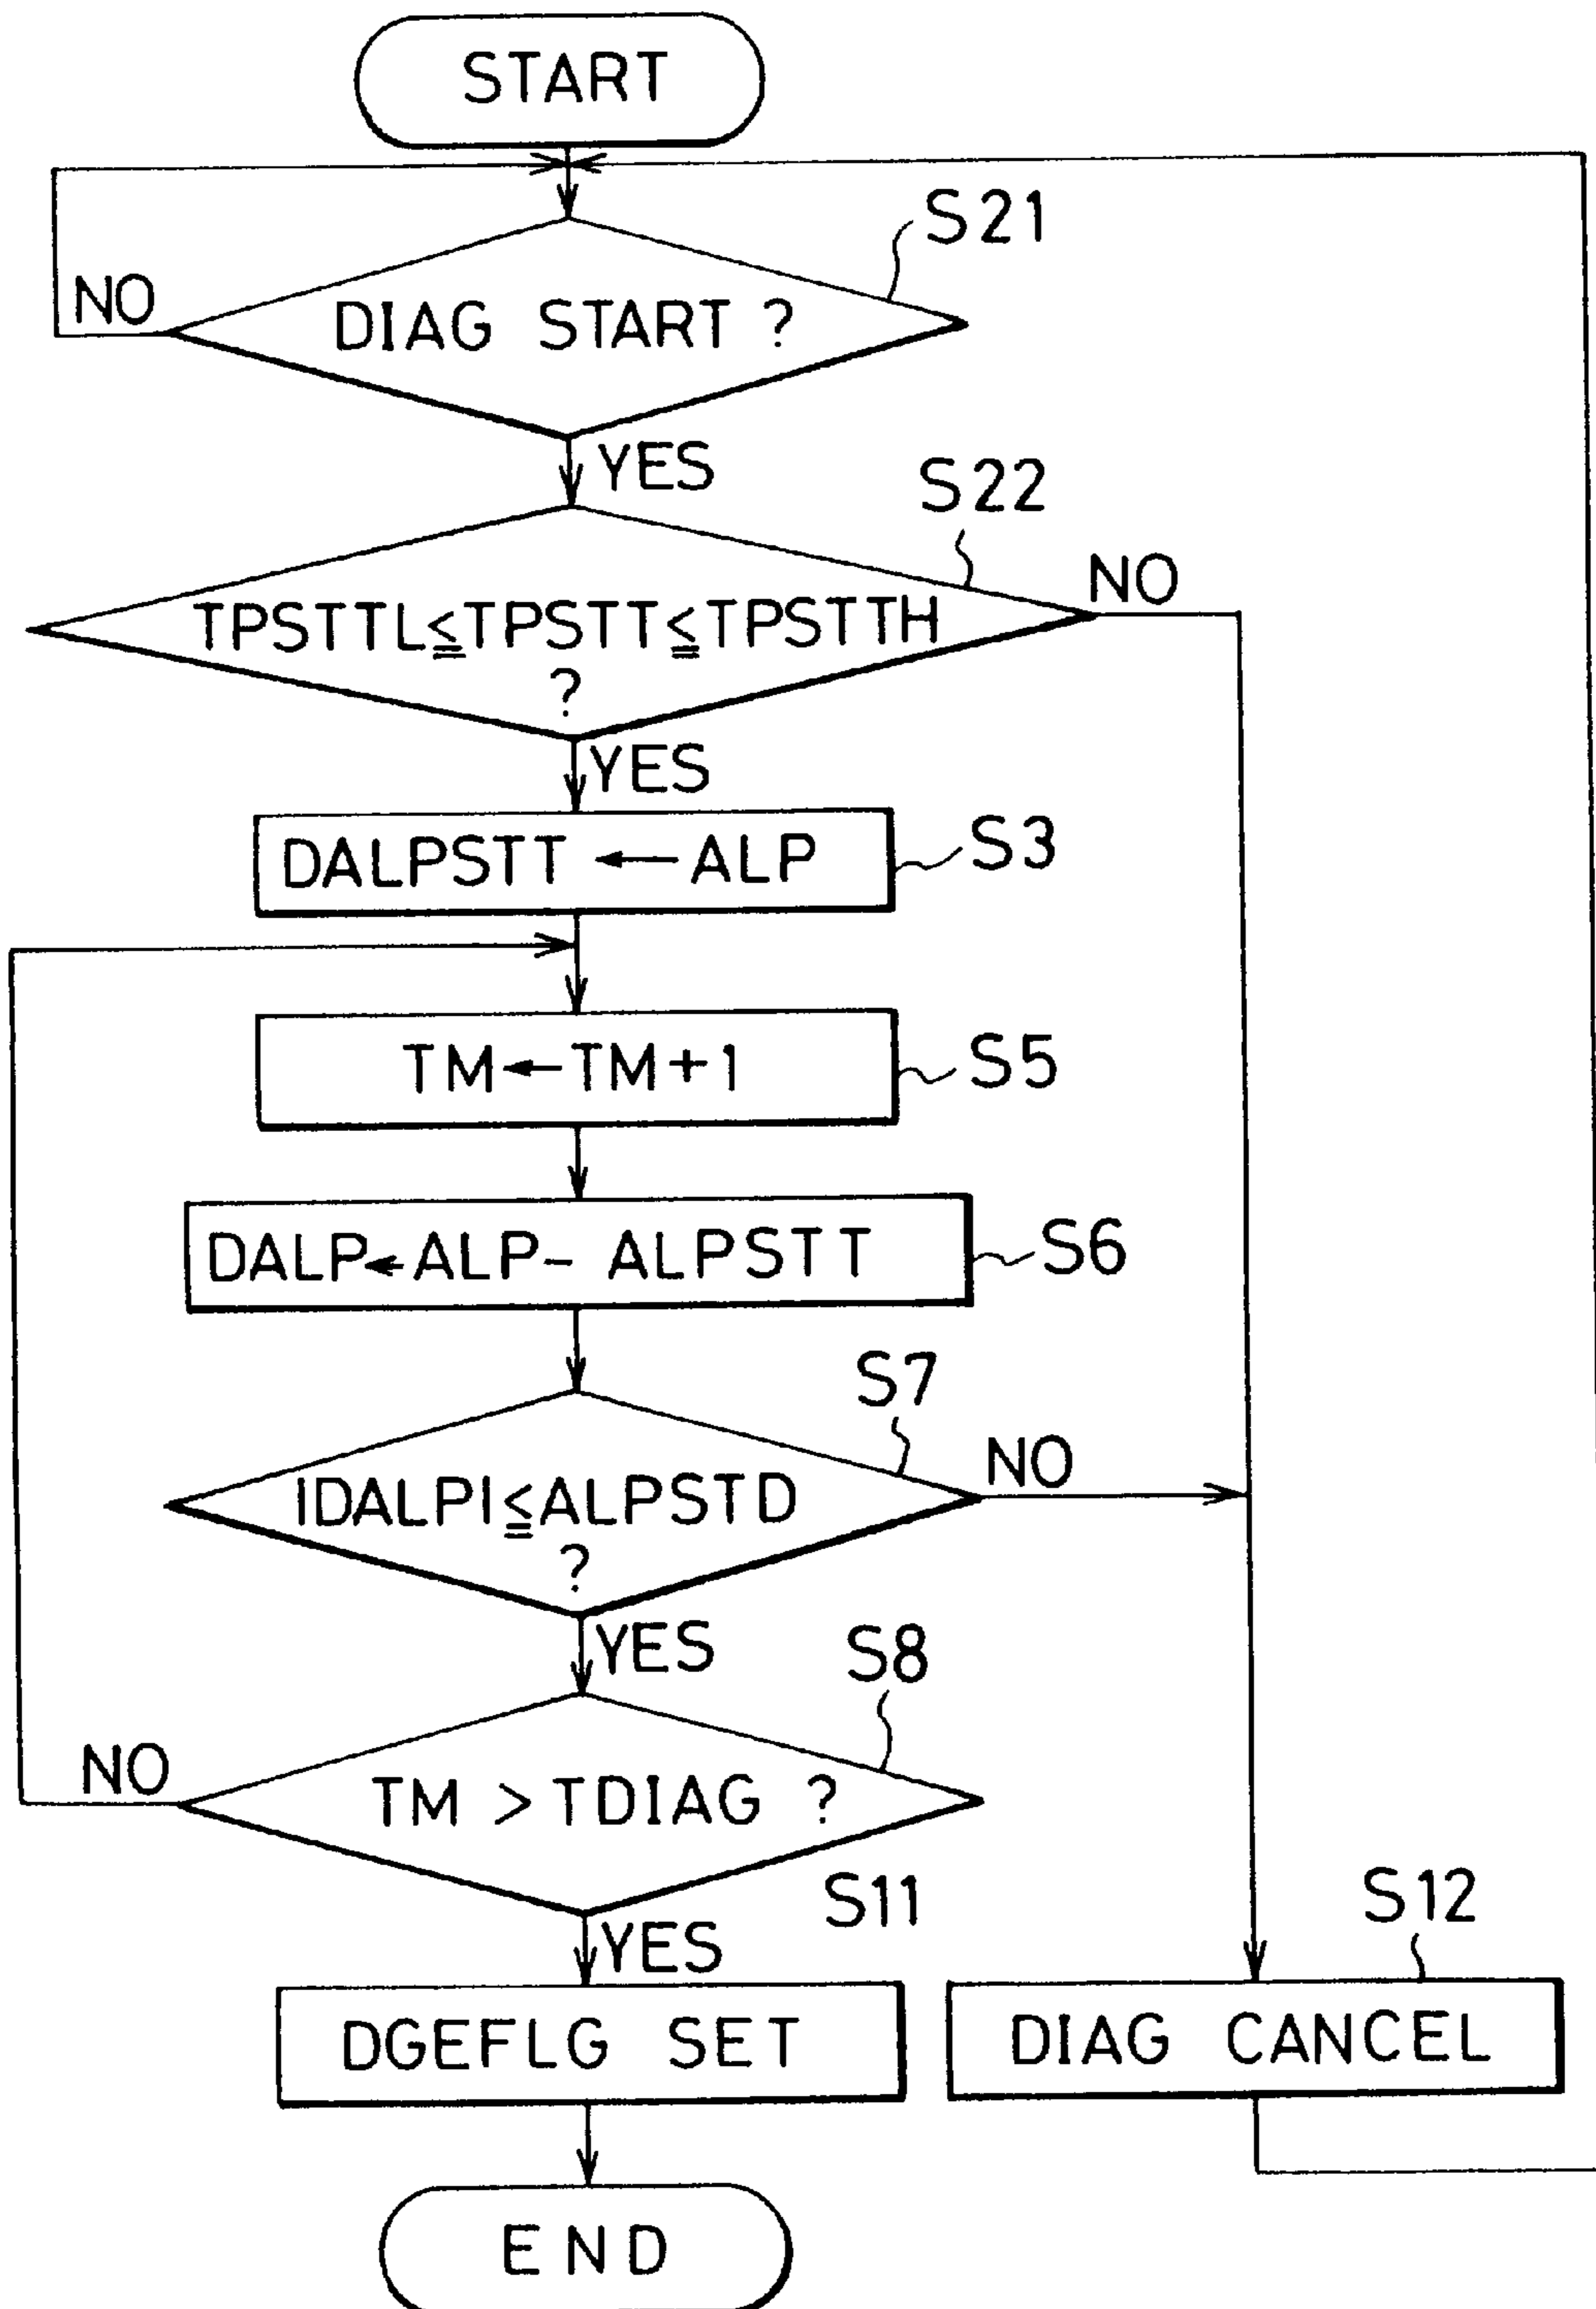 START
S21
NO
DIAG START ?
YES
S22
NO
TPSTTL≦TPSTT≦TPSTTH
?
YES
DALPSTT ← ALP
S3
TM←TM+1
S5
DALP←ALP- ALPSTT
S6
S7
NO
|DALP|≦ALPSTD
?
YES
S8
NO
TM > TDIAG ?
S11
YES
S12
DGEFLG SET
DIAG CANCEL
END